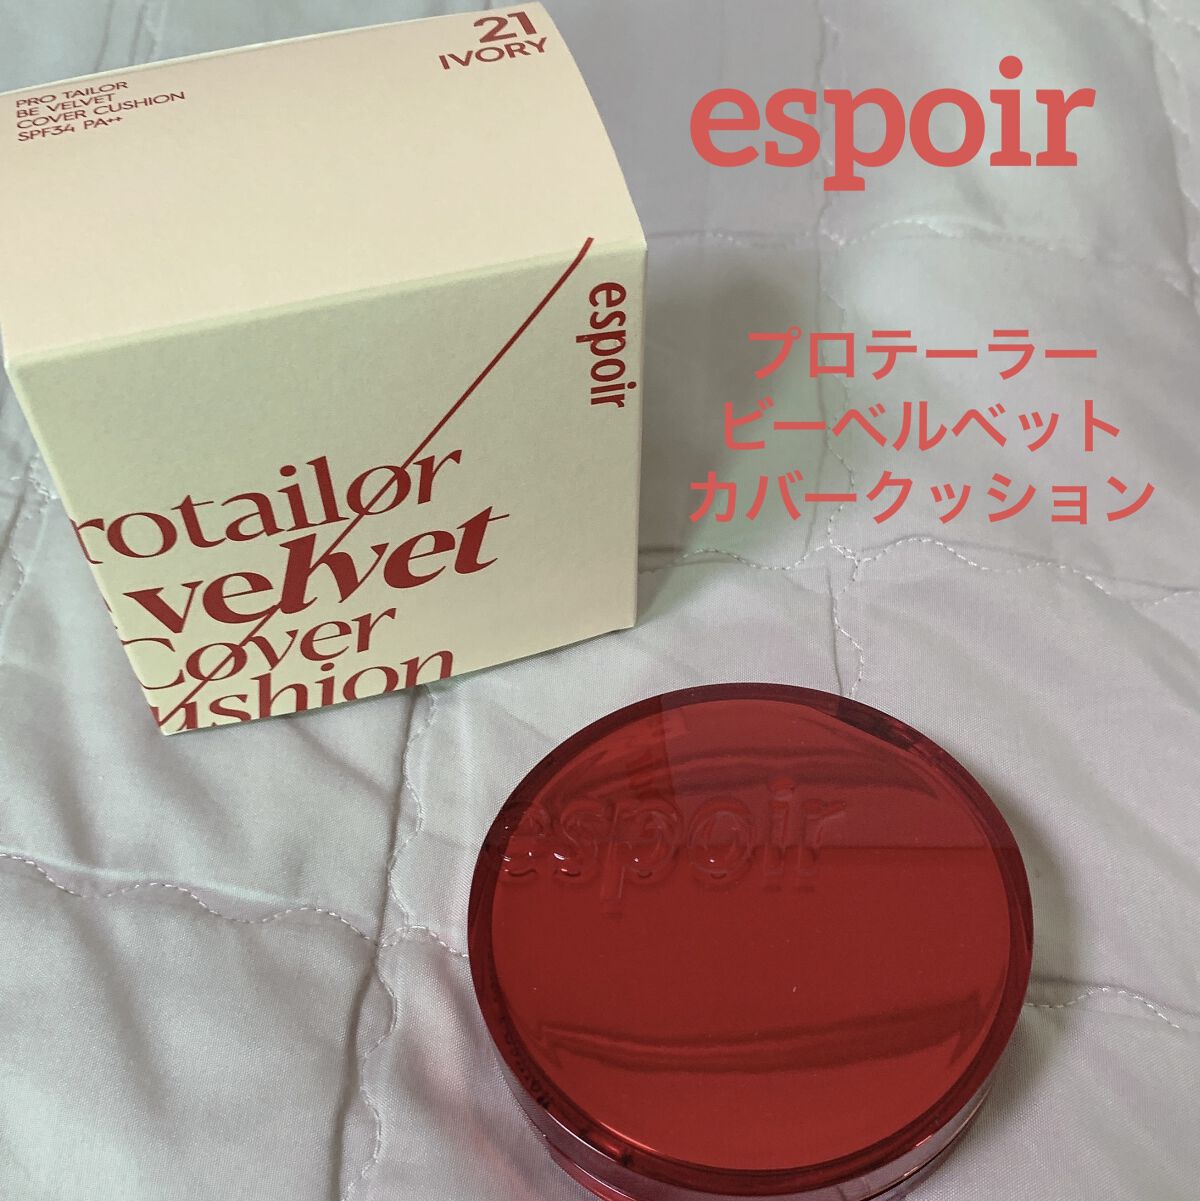 21
IVORY
PRO TAILOR
BE VELVET
COVER CUSHION
SPF34 PA++
espoir
espoir
rotailor
velvet
Cover
ushion
プロテーラー
ビーベルベット
カバークッション
espoir